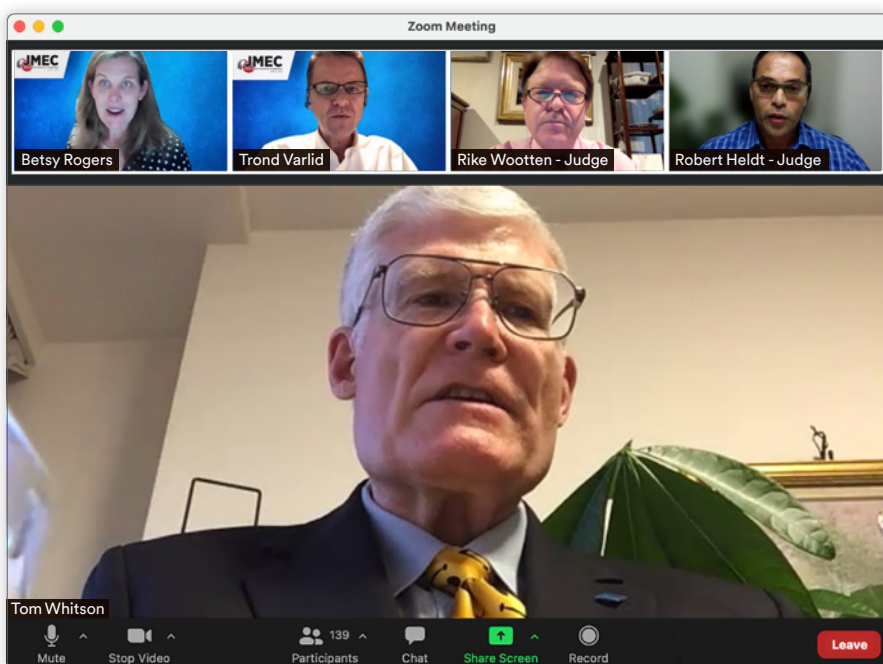 Zoom Meeting
JMEC
JMEC
Betsy Rogers
Trond Varlid
Rike Wootten - Judge
Robert Heldt - Judge
Tom Whitson
139
Mute
Stop Video
Participants
Chat
Share Screen
Record
Leave